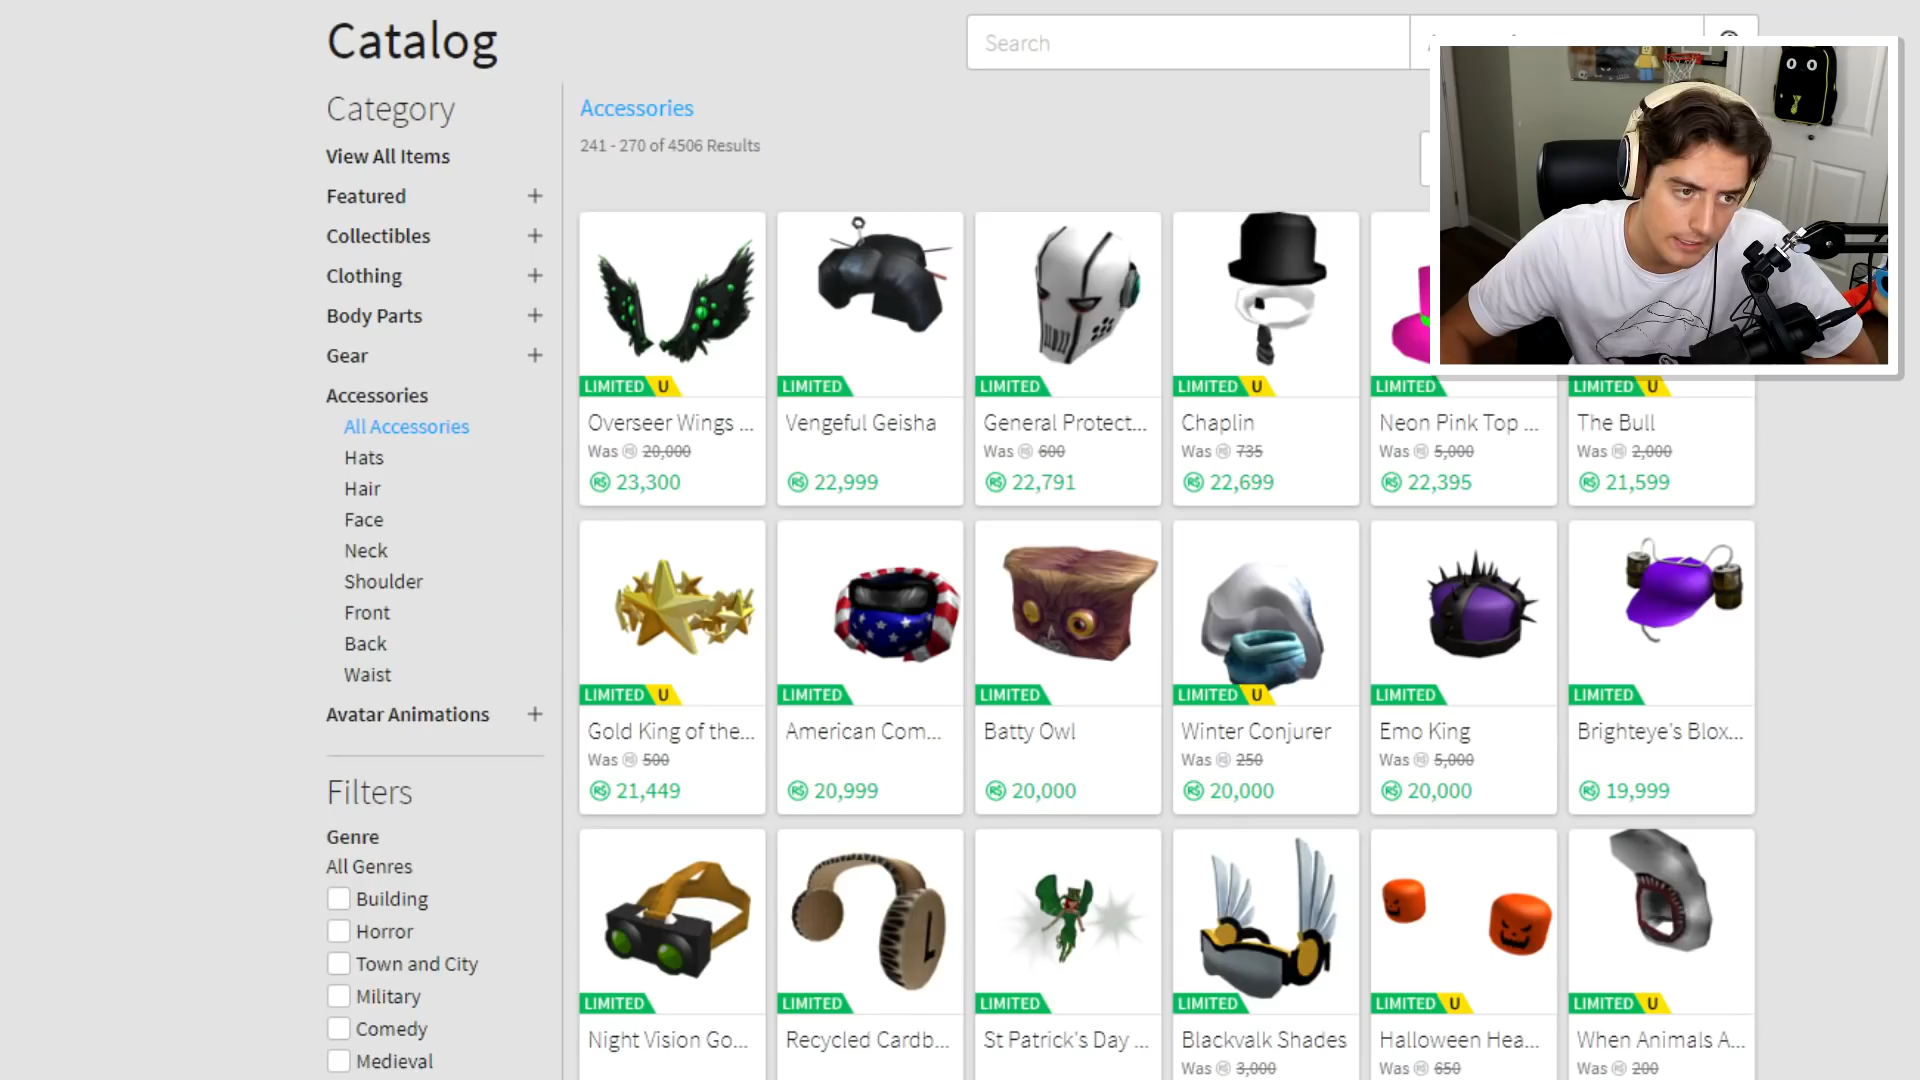 Catalog
Search
Category
View All Items
Featured
Collectibles
Clothing
Body Parts
Gear
Accessories
All Accessories
Hats
Hair
Face
Neck
Shoulder
Front
Back
Waist
Avatar Animations
Filters
Genre
All Genres
Building
Horror
Town and City
Military
Comedy
Medieval
Accessories
241 - 270 of 4506 Results
LIMITED U
Overseer Wings ...
Was R$ 20,000
R$ 23,300
LIMITED
Vengeful Geisha
R$ 22,999
LIMITED
General Protect...
Was R$ 600
R$ 22,791
LIMITED U
Chaplin
Was R$ 735
R$ 22,699
LIMITED
Neon Pink Top ...
Was R$ 5,000
R$ 22,395
LIMITED U
The Bull
Was R$ 2,000
R$ 21,599
LIMITED U
Gold King of the...
Was R$ 500
R$ 21,449
LIMITED
American Com...
R$ 20,999
LIMITED
Batty Owl
R$ 20,000
LIMITED U
Winter Conjurer
Was R$ 250
R$ 20,000
LIMITED
Emo King
Was R$ 5,000
R$ 20,000
LIMITED
Brighteye's Blox...
R$ 19,999
LIMITED
Night Vision Go...
LIMITED
Recycled Cardb...
L
LIMITED
St Patrick's Day ...
LIMITED
Blackvalk Shades
Was R$ 3,000
LIMITED U
Halloween Hea...
Was R$ 650
LIMITED U
When Animals A...
Was R$ 200